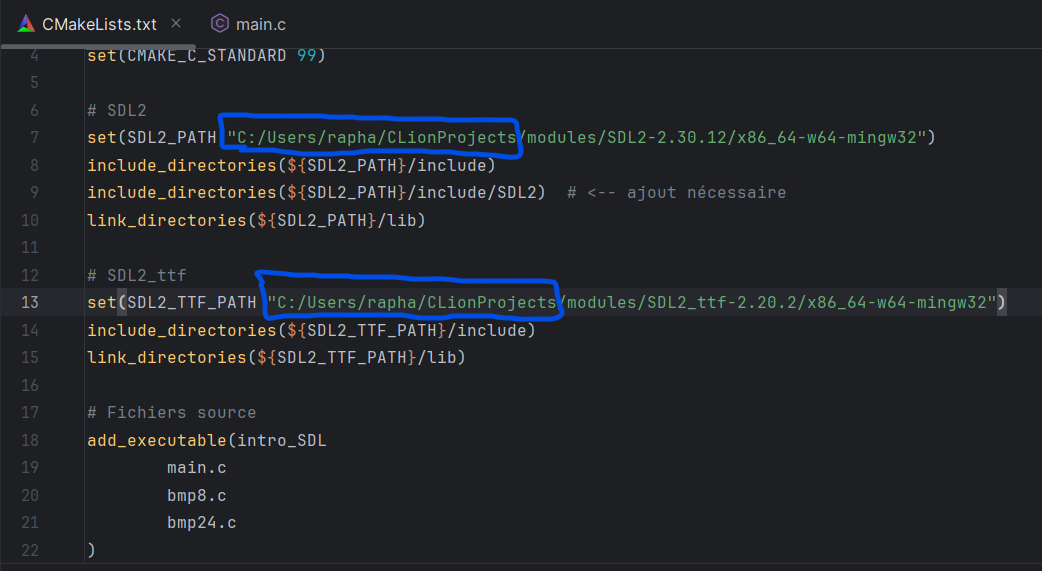 CMakeLists.txt × main.c
4 set(CMAKE_C_STANDARD 99)
5
6 # SDL2
7 set(SDL2_PATH "C:/Users/rapha/CLionProjects/modules/SDL2-2.30.12/x86_64-w64-mingw32")
8 include_directories(${SDL2_PATH}/include)
9 include_directories(${SDL2_PATH}/include/SDL2)  # <-- ajout nécessaire
10 link_directories(${SDL2_PATH}/lib)
11
12 # SDL2_ttf
13 set(SDL2_TTF_PATH "C:/Users/rapha/CLionProjects/modules/SDL2_ttf-2.20.2/x86_64-w64-mingw32")
14 include_directories(${SDL2_TTF_PATH}/include)
15 link_directories(${SDL2_TTF_PATH}/lib)
16
17 # Fichiers source
18 add_executable(intro_SDL
19         main.c
20         bmp8.c
21         bmp24.c
22 )